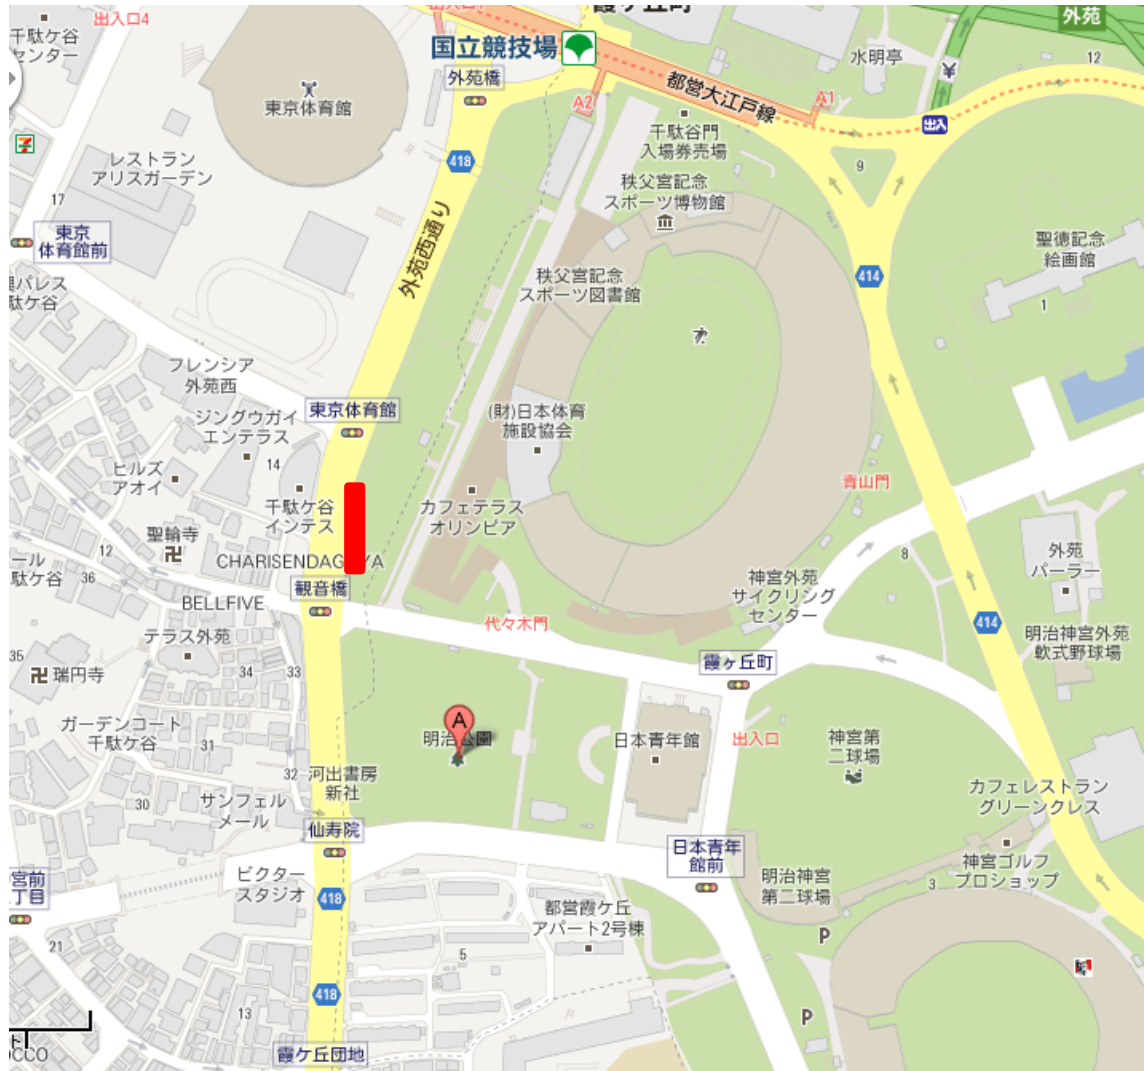 出入口4
千駄ケ谷
センター
国立競技場
外苑橋
外苑
水明亭
12
東京体育館
都営大江戸線
A2
A1
出入
千駄谷門
入場券売場
418
9
レストラン
アリスガーデン
17
秩父宮記念
スポーツ博物館
東京
体育館前
外苑西通り
聖徳記念
絵画館
414
秩父宮記念
スポーツ図書館
1
パレス
駄ケ谷
フレンシア
外苑西
東京体育館
ジングウガイ
エンテラス
(財)日本体育
施設協会
14
ヒルズ
アオイ
青山門
千駄ケ谷
インテス
カフェテラス
オリンピア
聖輪寺
12
ール
駄ケ谷
36
CHARISENDAG
YA
観音橋
8
外苑
パーラー
神宮外苑
サイクリング
センター
BELLFIVE
代々木門
414
テラス外苑
明治神宮外苑
軟式野球場
35
瑞円寺
34
33
霞ヶ丘町
ガーデンコート
千駄ケ谷
31
A
明治公園
日本青年館
出入口
神宮第
二球場
32
河出書房
新社
30
サンフェル
メール
カフェレストラン
グリーンクレス
仙寿院
日本青年
館前
神宮ゴルフ
プロショップ
3
ビクター
スタジオ
418
明治神宮
第二球場
宮前
丁目
都営霞ケ丘
アパート2号棟
P
21
5
418
13
P
霞ケ丘団地